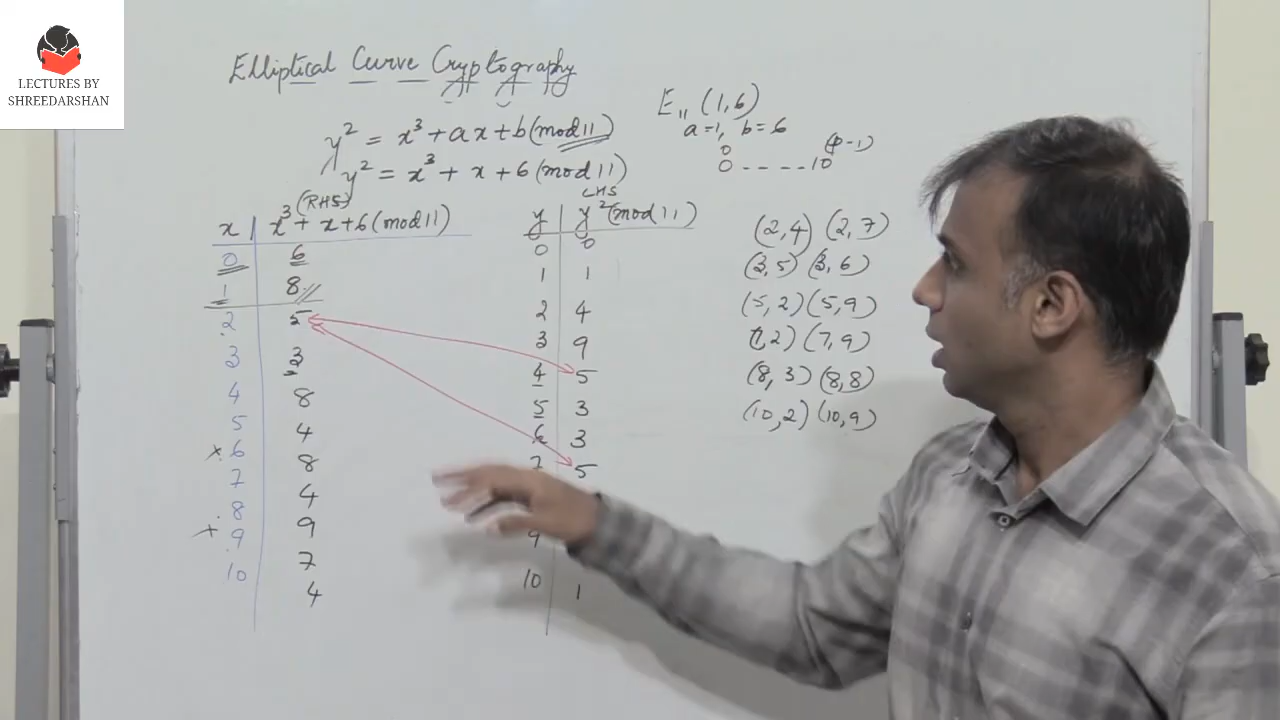 LECTURES BY
SHREEDARSHAN
Elliptical Curve Cryptography
y² = x³ + ax + b (mod 11)
y² = x³ + x + 6 (mod 11)
E₁₁ (1,6)
a=1, b=6
0 (p-1)
0 - - - - 10
(RHS)
x | x³ + x + 6 (mod 11)
0 6
1 8
2 5
3 3
4 8
5 4
× 6 8
7 4
8 9
× 9 7
10 4
LHS
y y² (mod 11)
0 0
1 1
2 4
3 9
4 5
5 3
6 3
7 5
9
10 1
(2,4) (2,7)
(3,5) (3,6)
(5,2) (5,9)
(7,2) (7,9)
(8,3) (8,8)
(10,2) (10,9)